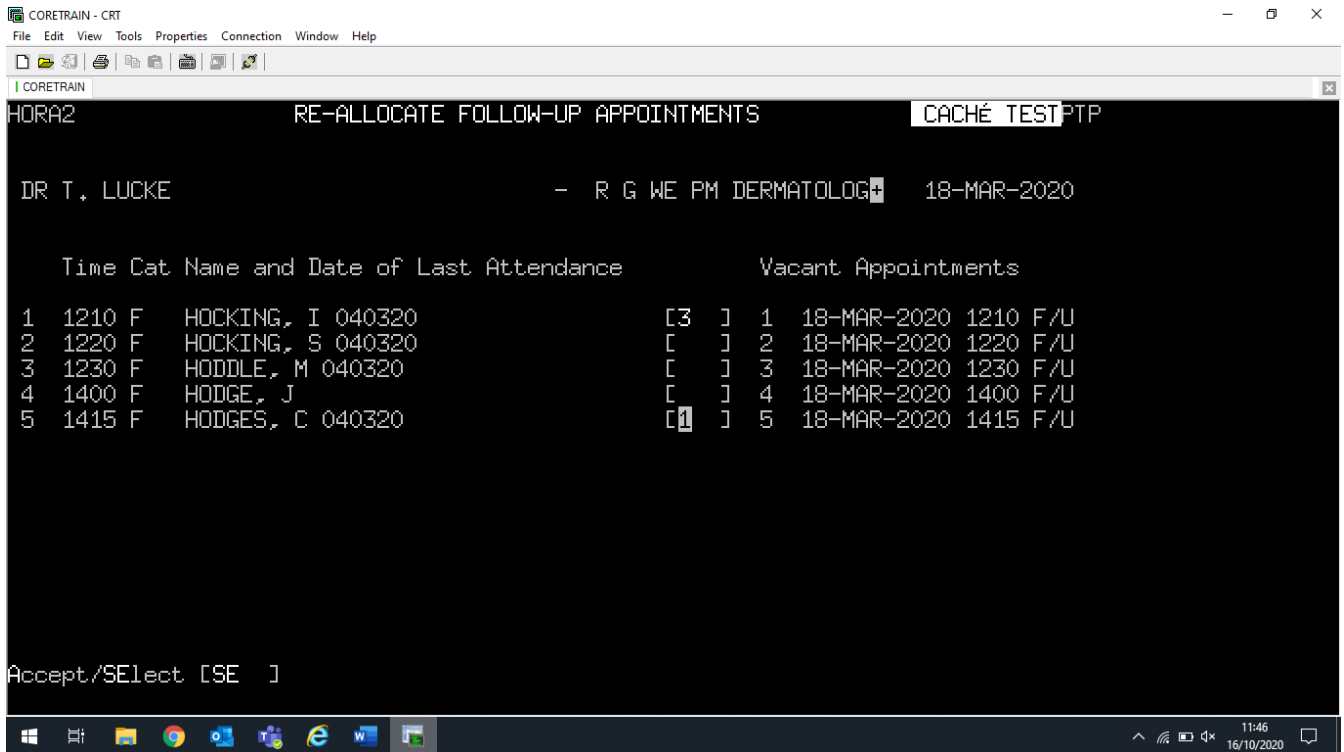 CORETRAIN - CRT
File Edit View Tools Properties Connection Window Help
CORETRAIN
HORA2 RE-ALLOCATE FOLLOW-UP APPOINTMENTS CACHÉ TESTPTP
DR T. LUCKE - R G WE PM DERMATOLOG+ 18-MAR-2020
Time Cat Name and Date of Last Attendance Vacant Appointments
1 1210 F HOCKING, I 040320 [3 ] 1 18-MAR-2020 1210 F/U
2 1220 F HOCKING, S 040320 [ ] 2 18-MAR-2020 1220 F/U
3 1230 F HODDLE, M 040320 [ ] 3 18-MAR-2020 1230 F/U
4 1400 F HODGE, J [ ] 4 18-MAR-2020 1400 F/U
5 1415 F HODGES, C 040320 [1 ] 5 18-MAR-2020 1415 F/U
Accept/SElect [SE ]
11:46
16/10/2020